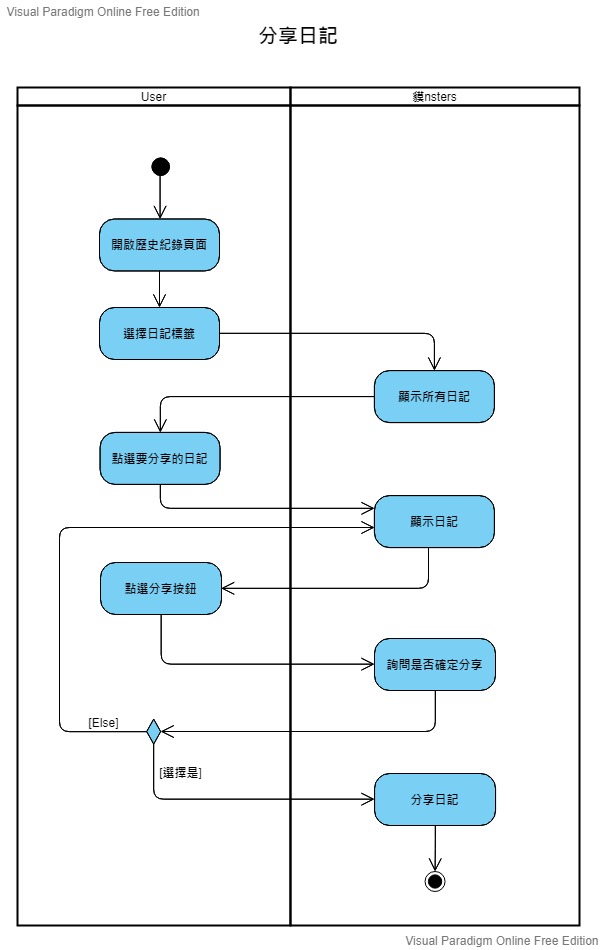 Visual Paradigm Online Free Edition
分享日記
User
貘nsters
開啟歷史紀錄頁面
選擇日記標籤
顯示所有日記
點選要分享的日記
顯示日記
點選分享按鈕
詢問是否確定分享
[Else]
[選擇是]
分享日記
Visual Paradigm Online Free Edition